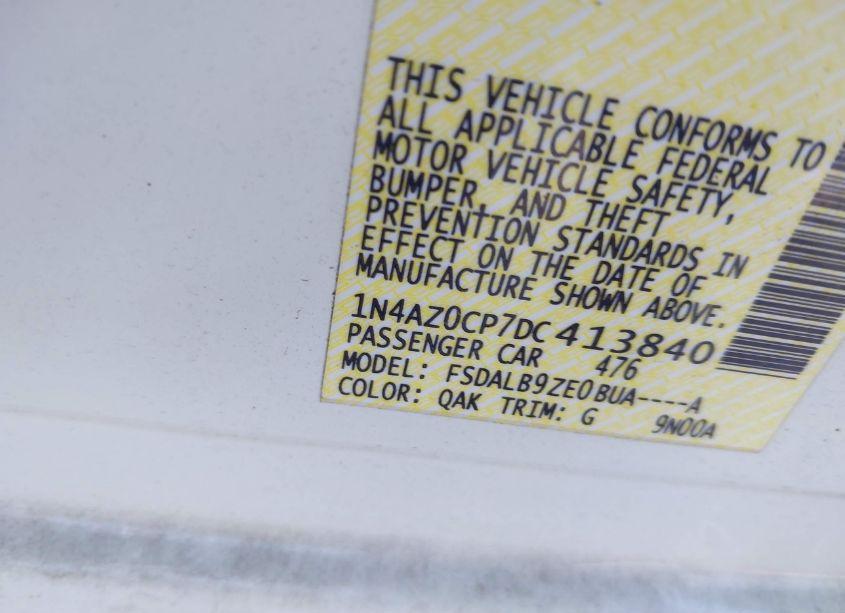 THIS VEHICLE CONFORMS TO
ALL APPLICABLE FEDERAL
MOTOR VEHICLE SAFETY,
BUMPER, AND THEFT
PREVENTION STANDARDS IN
EFFECT ON THE DATE OF
MANUFACTURE SHOWN ABOVE.
1N4AZ0CP7DC413840
PASSENGER CAR 476
MODEL: FSDALB9ZE0BUA----A
COLOR: QAK TRIM: G 9N00A